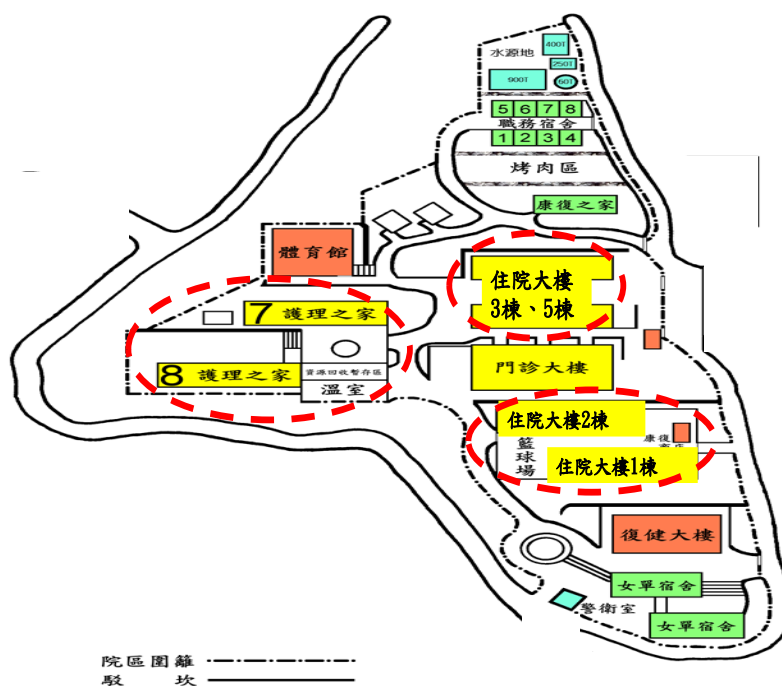 水源地
400T
250T
900T
60T
5 6 7 8
職務宿舍
1 2 3 4
烤肉區
康復之家
體育館
住院大樓
3棟、5棟
7 護理之家
門診大樓
8 護理之家
資源回收暫存區
溫室
住院大樓2棟
康復
籃球場
住院大樓1棟
復健大樓
女單宿舍
警衛室
女單宿舍
院區圍籬
駁坎